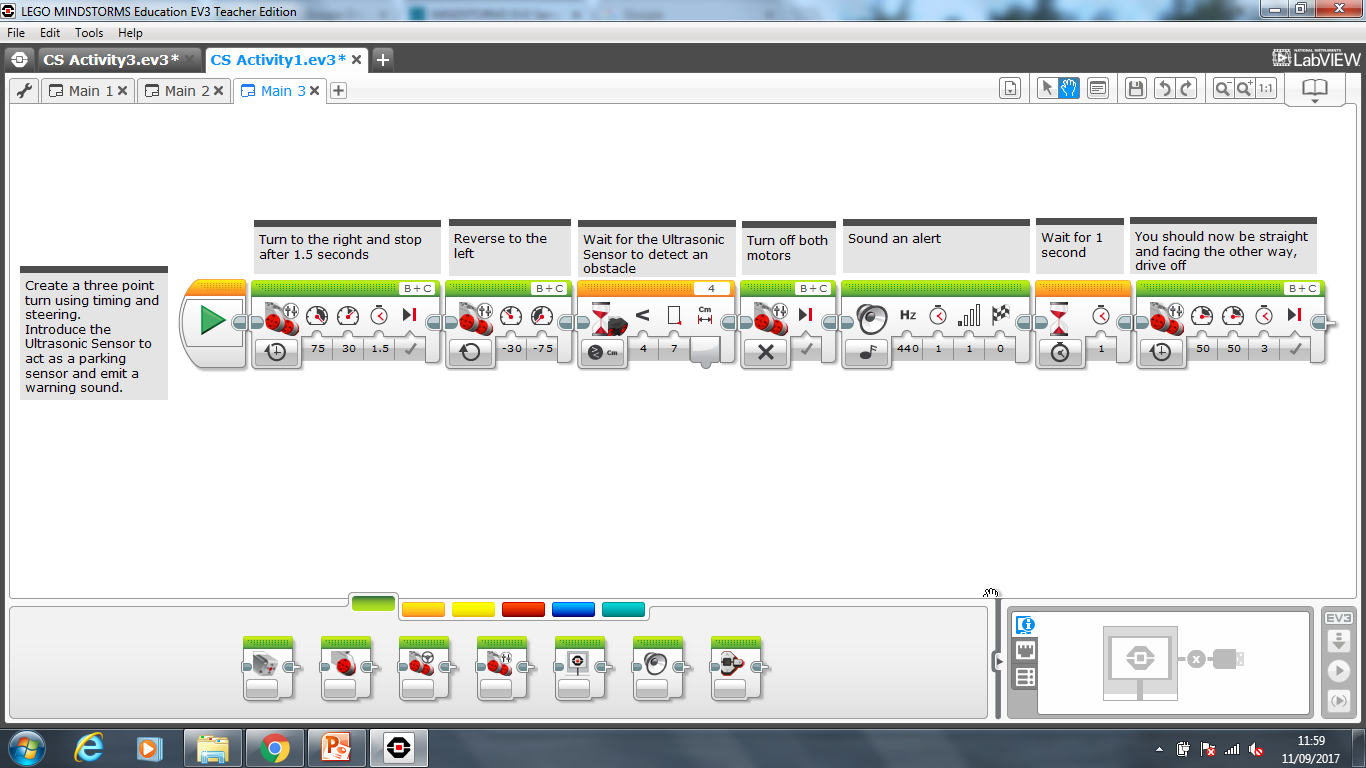 LEGO MINDSTORMS Education EV3 Teacher Edition
File Edit Tools Help
CS Activity3.ev3* CS Activity1.ev3*
NATIONAL INSTRUMENTS
LabVIEW
Main 1 Main 2 Main 3
1:1
Turn to the right and stop
after 1.5 seconds
Reverse to the
left
Wait for the Ultrasonic
Sensor to detect an
obstacle
Turn off both
motors
Sound an alert
Wait for 1
second
You should now be straight
and facing the other way,
drive off
Create a three point
turn using timing and
steering.
Introduce the
Ultrasonic Sensor to
act as a parking
sensor and emit a
warning sound.
B+C B+C 4 B+C B+C
< Cm Hz
Cm
75 30 1.5 -30 -75 4 7 440 1 1 0 1 50 50 3
EV3
11:59
11/09/2017